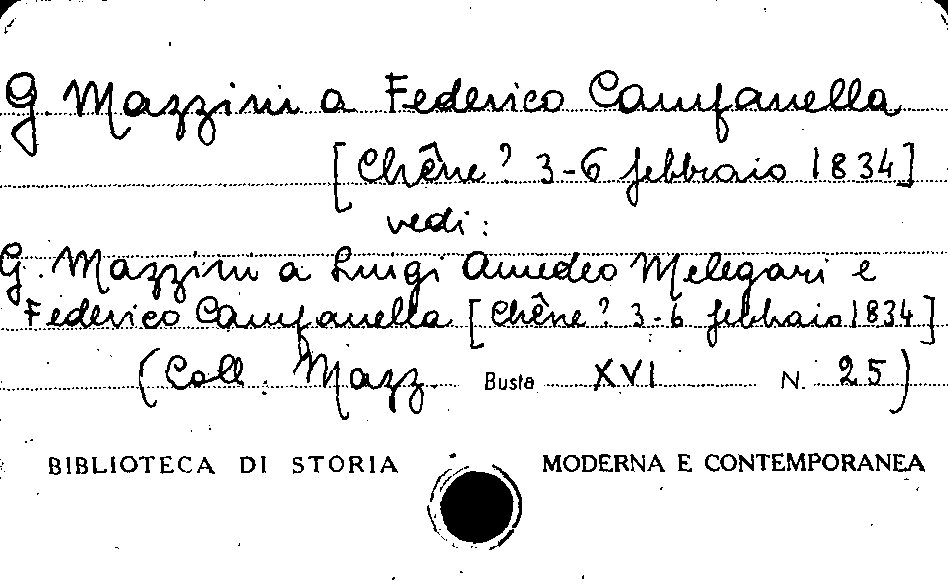 G. Mazzini a Federico Campanella
[Chêne? 3-6 febbraio 1834]
vedi:
G. Mazzini a Luigi Amedeo Melegari e
Federico Campanella [Chêne? 3-6 febbraio 1834]
(Coll. Mazz. Busta XVI N. 25)
BIBLIOTECA DI STORIA MODERNA E CONTEMPORANEA